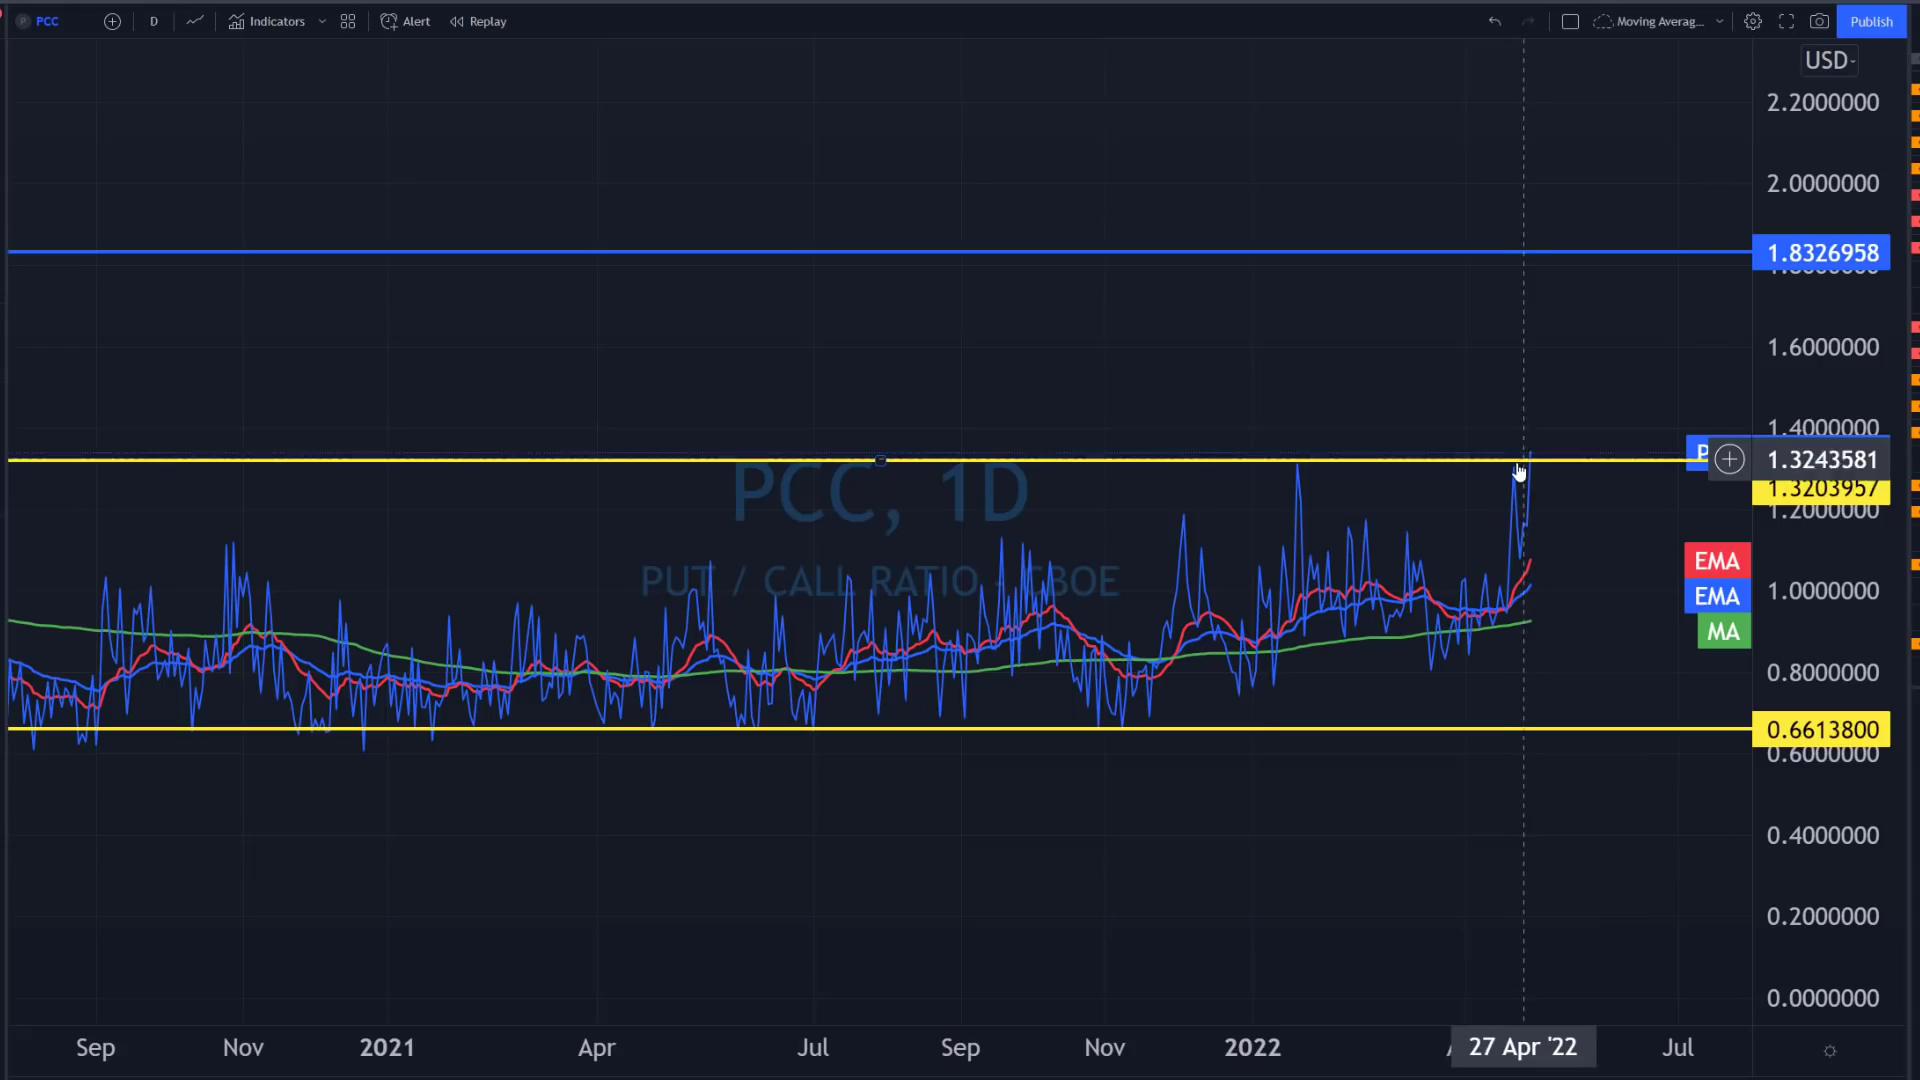 PCC D Indicators Alert Replay Moving Averag... Publish
USD
2.2000000
2.0000000
1.8326958
1.6000000
1.4000000
1.3243581
1.3203957
1.2000000
PCC, 1D
PUT / CALL RATIO - CBOE
EMA
EMA
MA
1.0000000
0.8000000
0.6613800
0.6000000
0.4000000
0.2000000
0.0000000
Sep Nov 2021 Apr Jul Sep Nov 2022 27 Apr '22 Jul